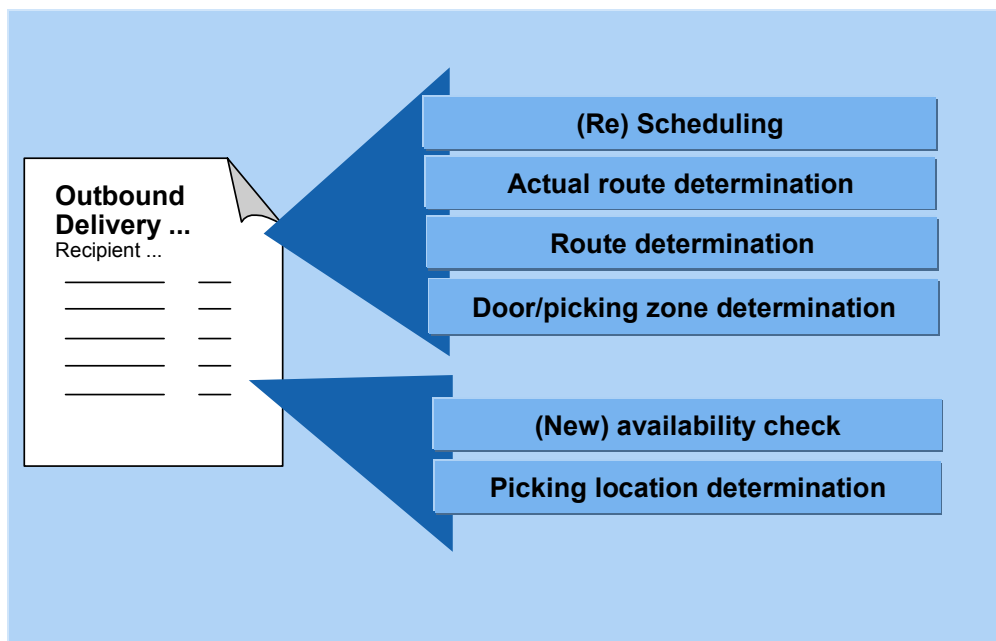 Outbound
Delivery ...
Recipient ...
(Re) Scheduling
Actual route determination
Route determination
Door/picking zone determination
(New) availability check
Picking location determination